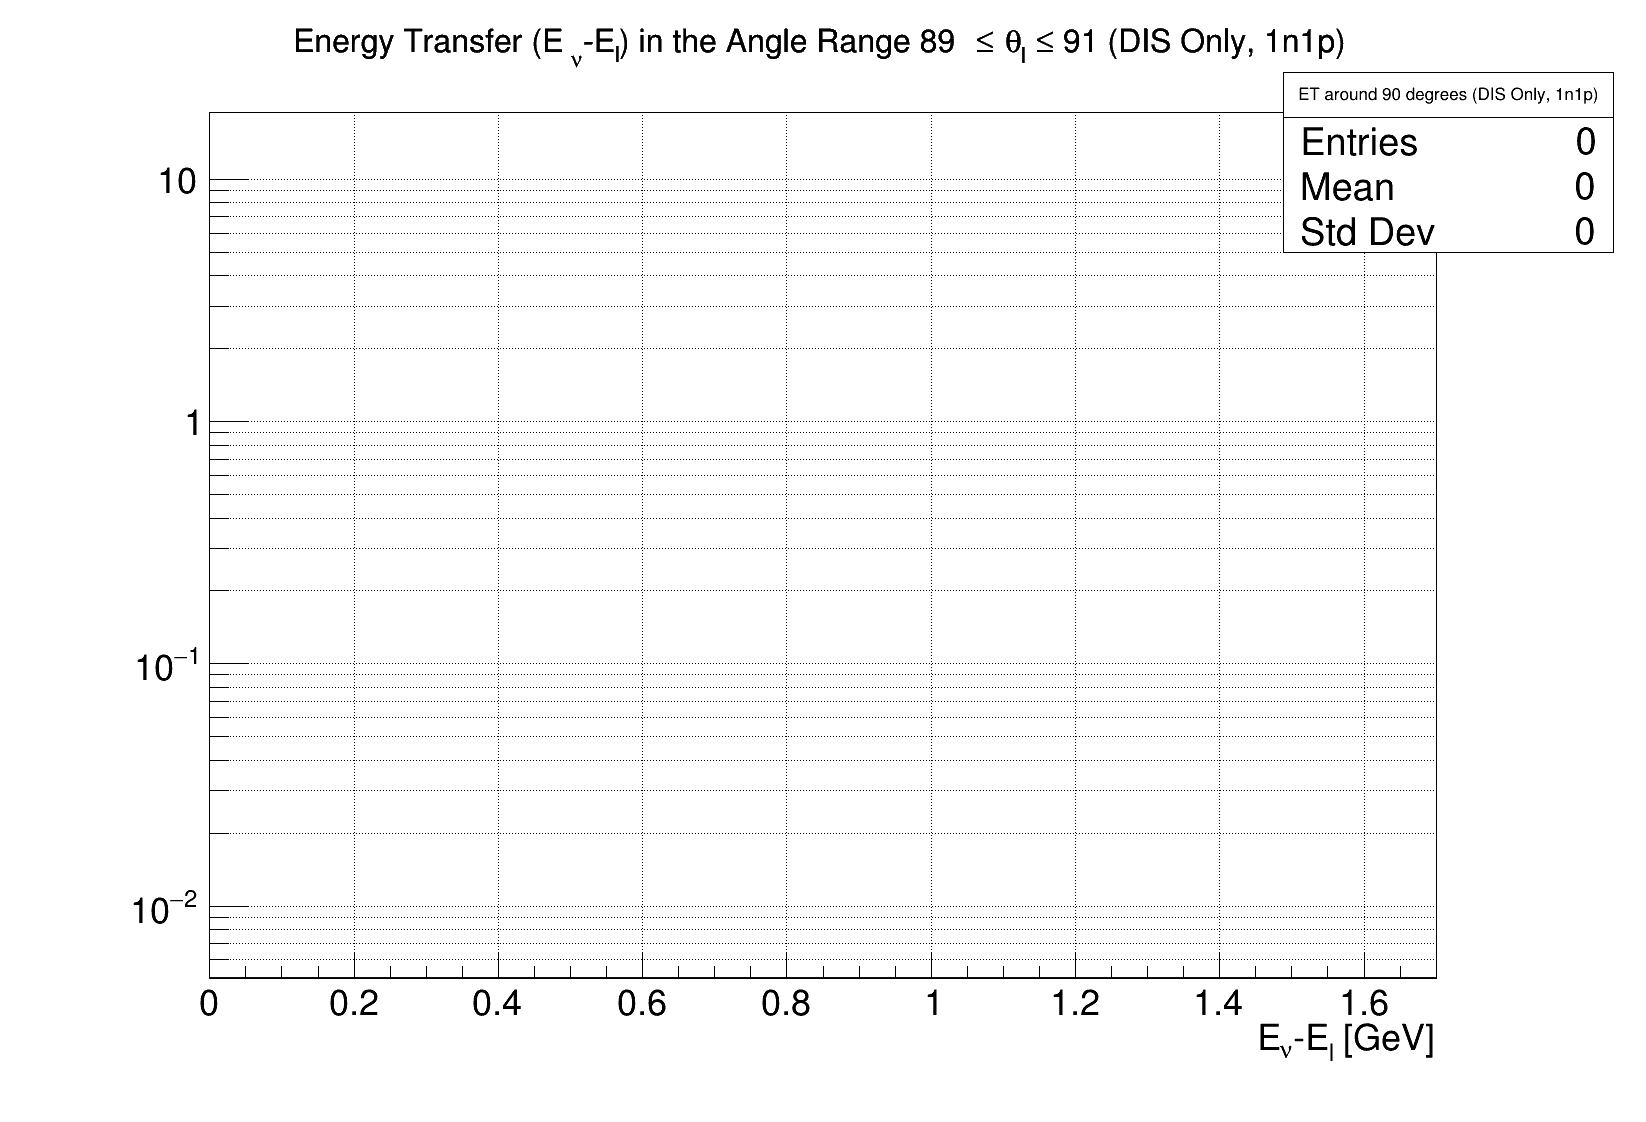 Energy Transfer (E ν-El) in the Angle Range 89 ≤ θl ≤ 91 (DIS Only, 1n1p)
ET around 90 degrees (DIS Only, 1n1p)
Entries 0
Mean 0
Std Dev 0
10
1
10−1
10−2
0 0.2 0.4 0.6 0.8 1 1.2 1.4 1.6
Eν-El [GeV]